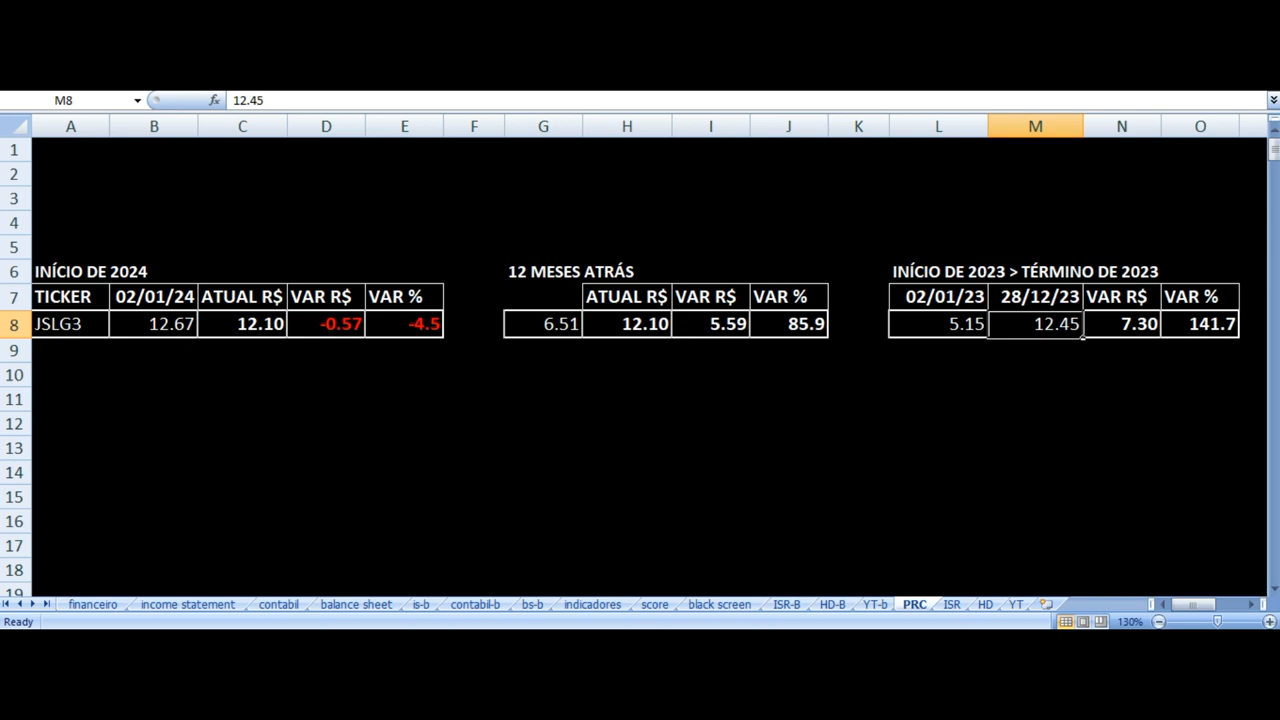 M8 fx 12.45
A B C D E F G H I J K L M N O
1
2
3
4
5
6 INÍCIO DE 2024 12 MESES ATRÁS INÍCIO DE 2023 > TÉRMINO DE 2023
7 TICKER 02/01/24 ATUAL R$ VAR R$ VAR % ATUAL R$ VAR R$ VAR % 02/01/23 28/12/23 VAR R$ VAR %
8 JSLG3 12.67 12.10 -0.57 -4.5 6.51 12.10 5.59 85.9 5.15 12.45 7.30 141.7
9
10
11
12
13
14
15
16
17
18
19
financeiro income statement contabil balance sheet is-b contabil-b bs-b indicadores score black screen ISR-B HD-B YT-b PRC ISR HD YT
Ready 130%